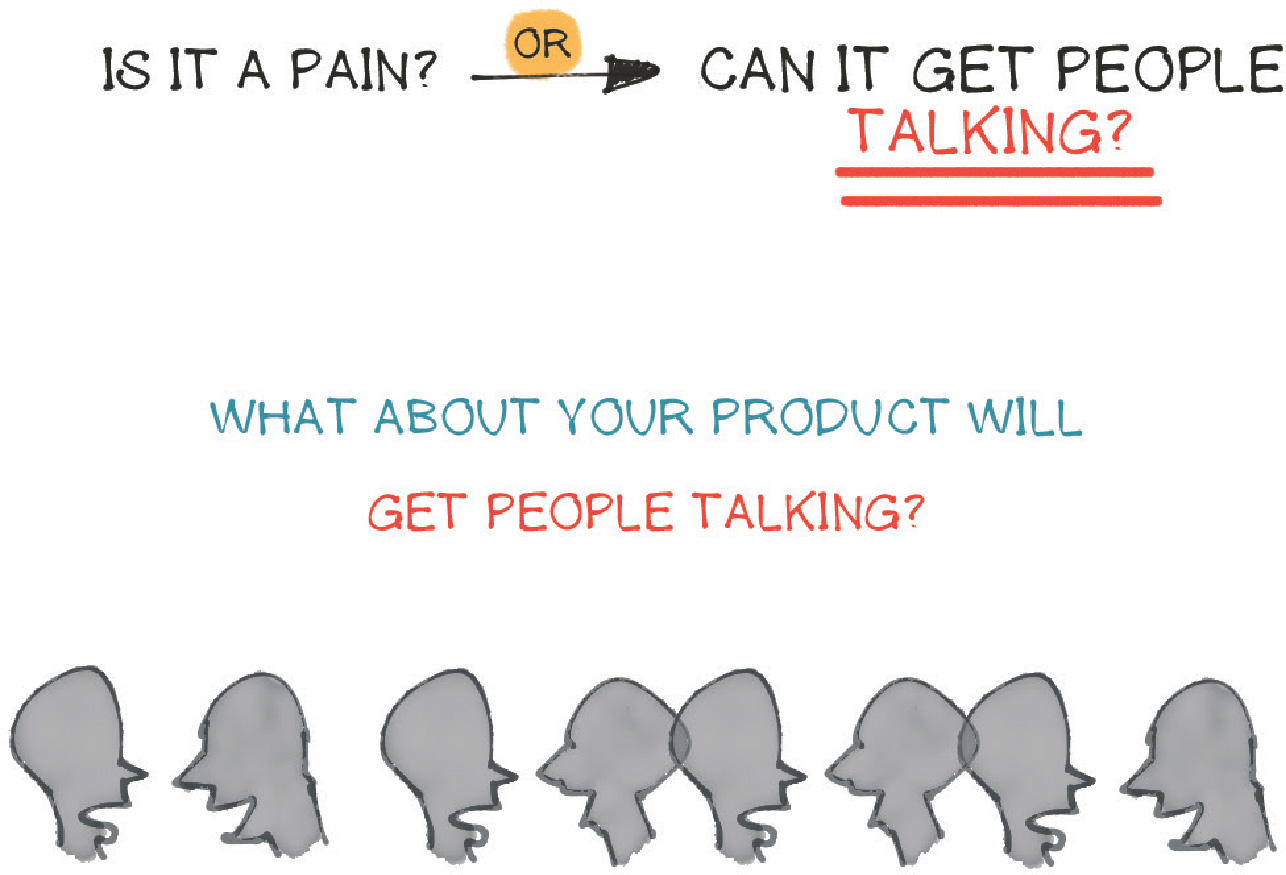 IS IT A PAIN? OR CAN IT GET PEOPLE
TALKING?
WHAT ABOUT YOUR PRODUCT WILL
GET PEOPLE TALKING?